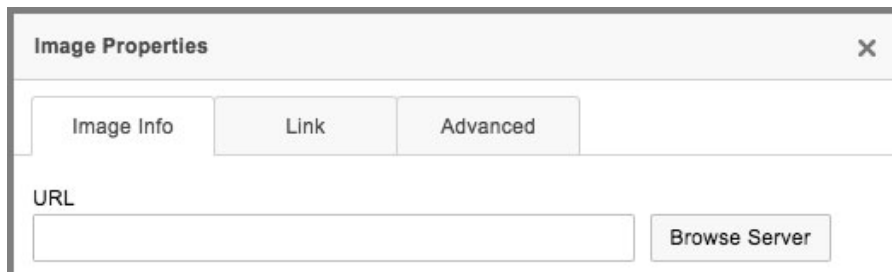 Image Properties
Image Info Link Advanced
URL
Browse Server